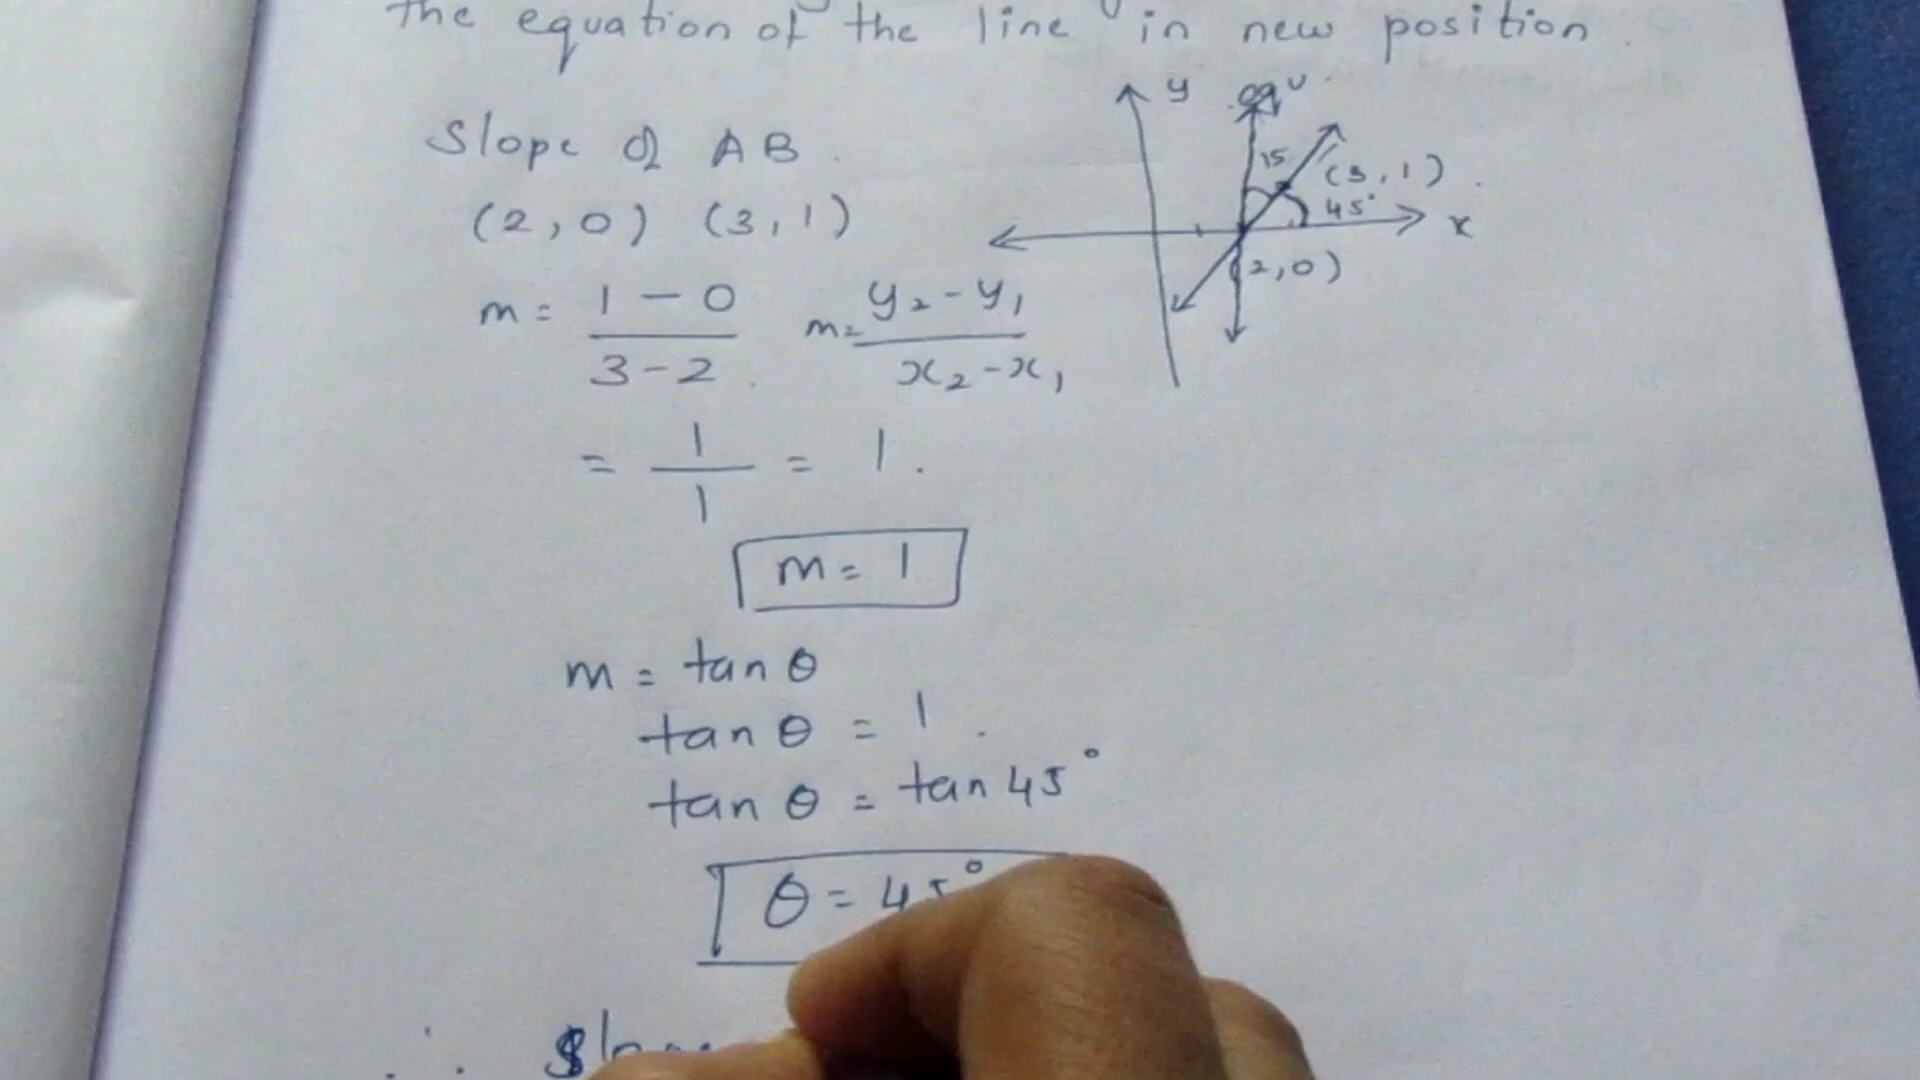 the equation of the line in new position.
Slope of AB.
(2,0) (3,1)
m = 1 - 0 / 3 - 2 . m = y₂ - y₁ / x₂ - x₁
= 1 / 1 = 1.
m = 1
m = tan θ
tan θ = 1.
tan θ = tan 45°
θ = 45°
∴
y
15
(3,1).
45°
x
(2,0)